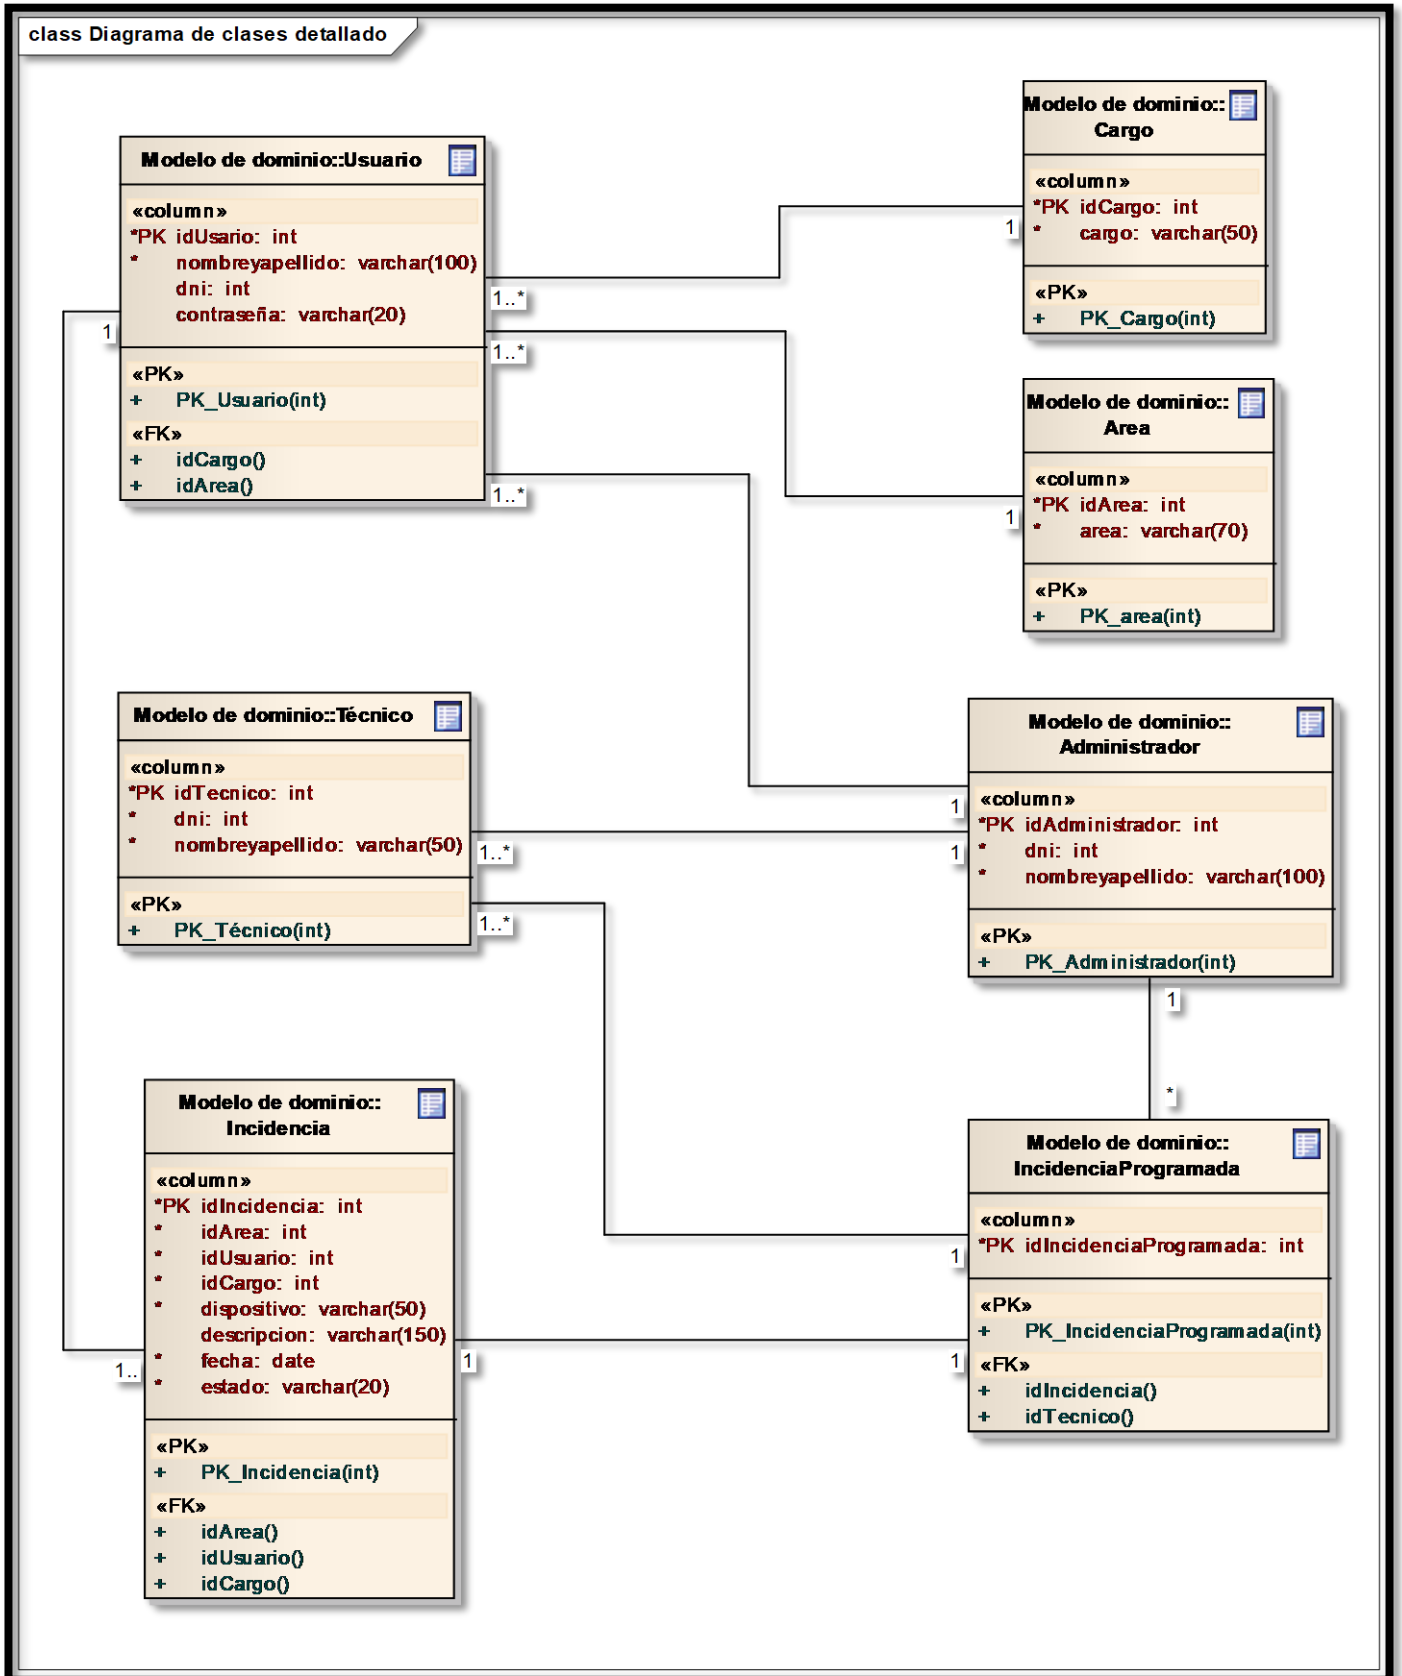 class Diagrama de clases detallado
Modelo de dominio::Usuario
«column»
*PK idUsario: int
* nombreyapellido: varchar(100)
dni: int
contraseña: varchar(20)
«PK»
+ PK_Usuario(int)
«FK»
+ idCargo()
+ idArea()
1
1..*
1..*
1..*
Modelo de dominio::
Cargo
«column»
*PK idCargo: int
* cargo: varchar(50)
«PK»
+ PK_Cargo(int)
1
Modelo de dominio::
Area
«column»
*PK idArea: int
* area: varchar(70)
«PK»
+ PK_area(int)
1
Modelo de dominio::Técnico
«column»
*PK idTecnico: int
* dni: int
* nombreyapellido: varchar(50)
«PK»
+ PK_Técnico(int)
1..*
1..*
Modelo de dominio::
Administrador
«column»
*PK idAdministrador: int
* dni: int
* nombreyapellido: varchar(100)
«PK»
+ PK_Administrador(int)
1
1
1
*
Modelo de dominio::
Incidencia
«column»
*PK idIncidencia: int
* idArea: int
* idUsuario: int
* idCargo: int
* dispositivo: varchar(50)
descripcion: varchar(150)
* fecha: date
* estado: varchar(20)
«PK»
+ PK_Incidencia(int)
«FK»
+ idArea()
+ idUsuario()
+ idCargo()
1..
1
Modelo de dominio::
IncidenciaProgramada
«column»
*PK idIncidenciaProgramada: int
«PK»
+ PK_IncidenciaProgramada(int)
«FK»
+ idIncidencia()
+ idTecnico()
1
1